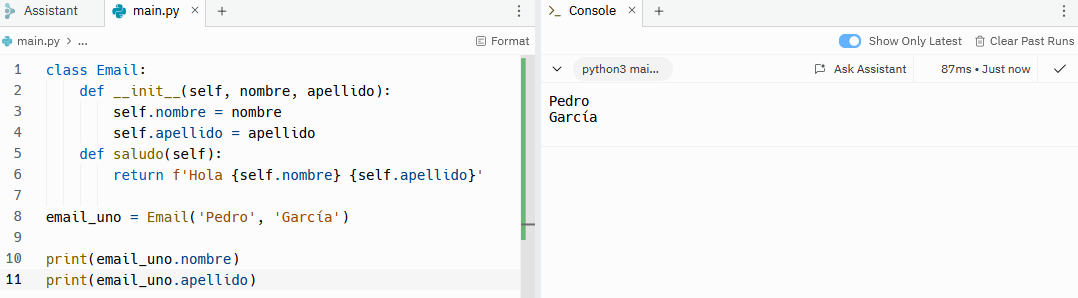 Assistant
main.py
main.py > ...
Format
1 class Email:
2     def __init__(self, nombre, apellido):
3         self.nombre = nombre
4         self.apellido = apellido
5     def saludo(self):
6         return f'Hola {self.nombre} {self.apellido}'
7
8 email_uno = Email('Pedro', 'García')
9
10 print(email_uno.nombre)
11 print(email_uno.apellido)
Console
Show Only Latest
Clear Past Runs
python3 mai...
Ask Assistant
87ms • Just now
Pedro
García